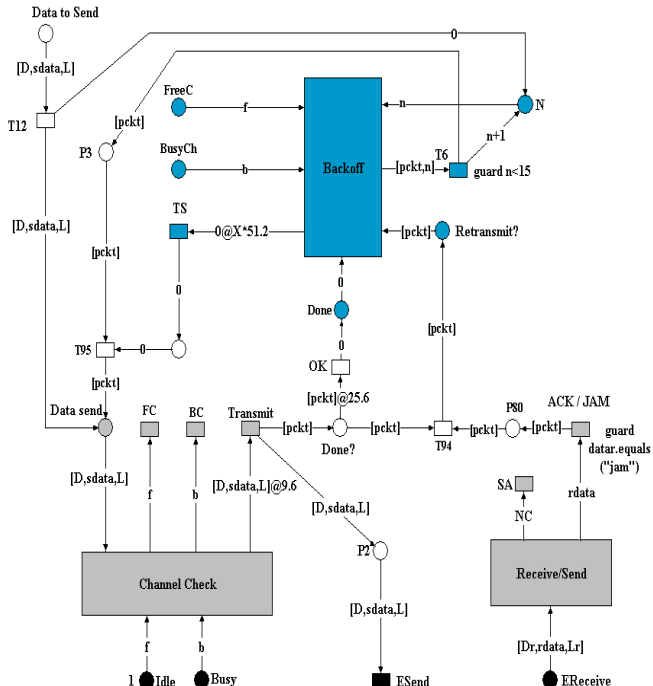 Data to Send
0
[D,sdata,L]
FreeC
f
n
N
T12
[pckt]
n+1
P3
BusyCh
b
Backoff
[pckt,n]
T6
guard n<15
[D,sdata,L]
TS
0@X*51.2
[pckt]
Retransmit?
[pckt]
0
0
Done
[pckt]
T95
0
0
OK
[pckt]
[pckt]@25.6
Data send
FC
BC
Transmit
[pckt]
Done?
[pckt]
T94
[pckt]
P80
[pckt]
ACK / JAM
guard
datar.equals
("jam")
[D,sdata,L]
f
b
[D,sdata,L]@9.6
[D,sdata,L]
SA
NC
rdata
P2
Channel Check
Receive/Send
[D,sdata,L]
f
b
[Dr,rdata,Lr]
1
Idle
Busy
ESend
EReceive